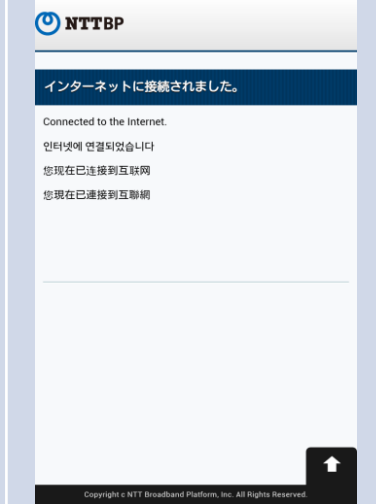 NTTBP
インターネットに接続されました。
Connected to the Internet.
인터넷에 연결되었습니다
您现在已连接到互联网
您現在已連接到互聯網
Copyright c NTT Broadband Platform, Inc. All Rights Reserved.